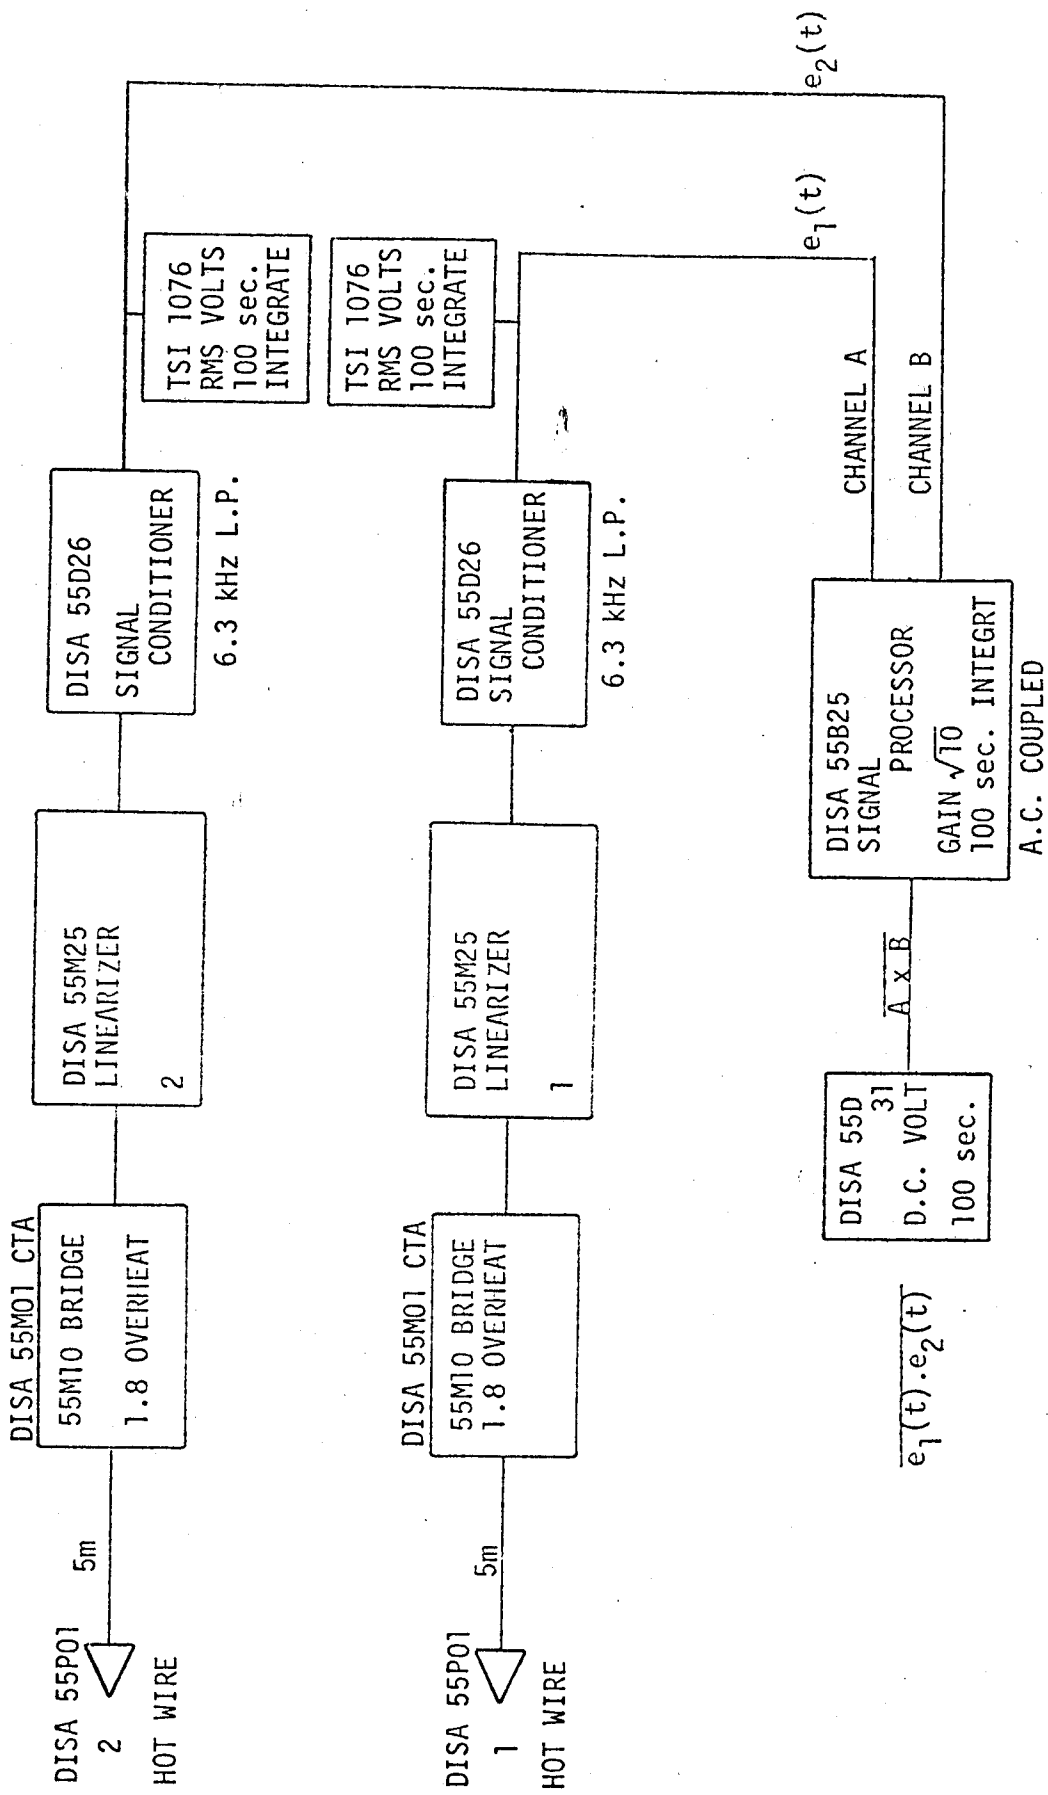 DISA 55P01
2
HOT WIRE
5m
DISA 55M01 CTA
55M10 BRIDGE
1.8 OVERHEAT
DISA 55M25
LINEARIZER
2
DISA 55D26
SIGNAL
CONDITIONER
6.3 kHz L.P.
TSI 1076
RMS VOLTS
100 sec.
INTEGRATE
DISA 55P01
1
HOT WIRE
5m
DISA 55M01 CTA
55M10 BRIDGE
1.8 OVERHEAT
DISA 55M25
LINEARIZER
1
DISA 55D26
SIGNAL
CONDITIONER
6.3 kHz L.P.
TSI 1076
RMS VOLTS
100 sec.
INTEGRATE
e₁(t)
e₂(t)
CHANNEL A
CHANNEL B
DISA 55B25
SIGNAL
PROCESSOR
GAIN √10
100 sec. INTEGRT
A.C. COUPLED
A x B
DISA 55D
31
D.C. VOLT
100 sec.
e₁(t).e₂(t)